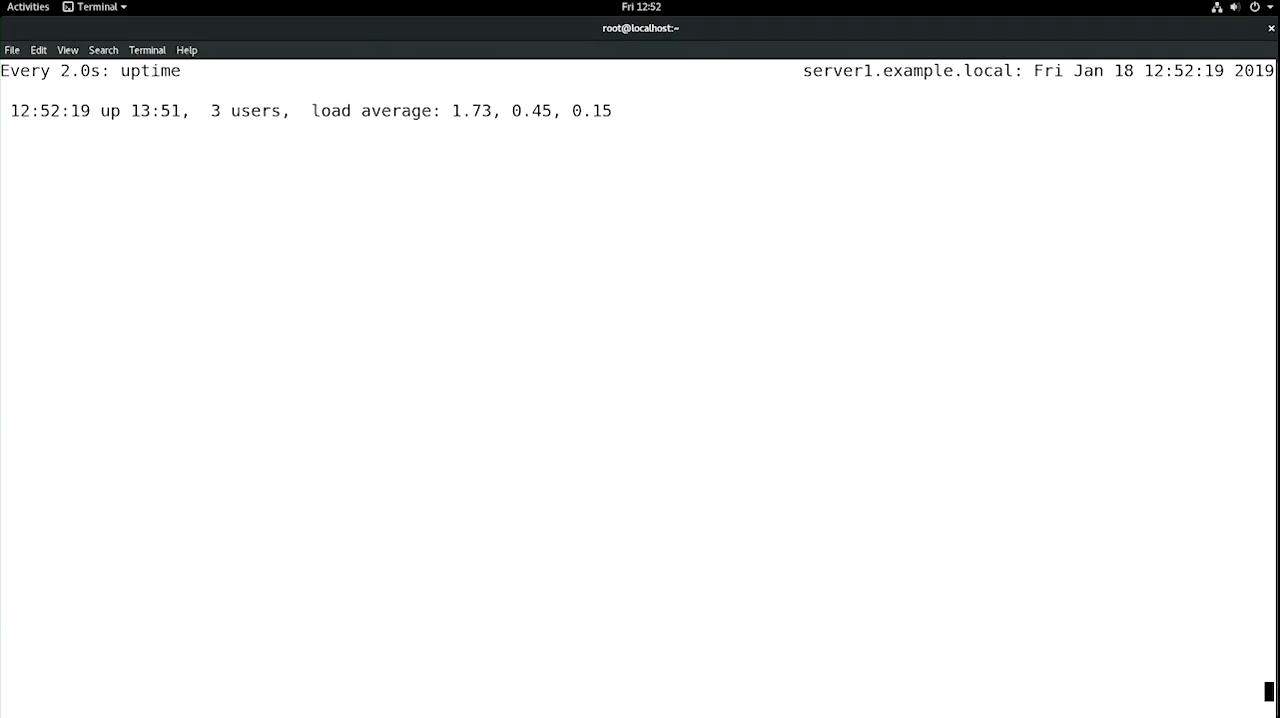 Activities Terminal Fri 12:52
root@localhost:~
File Edit View Search Terminal Help
Every 2.0s: uptime server1.example.local: Fri Jan 18 12:52:19 2019
12:52:19 up 13:51, 3 users, load average: 1.73, 0.45, 0.15